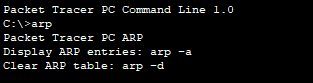 Packet Tracer PC Command Line 1.0
C:\>arp
Packet Tracer PC ARP
Display ARP entries: arp -a
Clear ARP table: arp -d